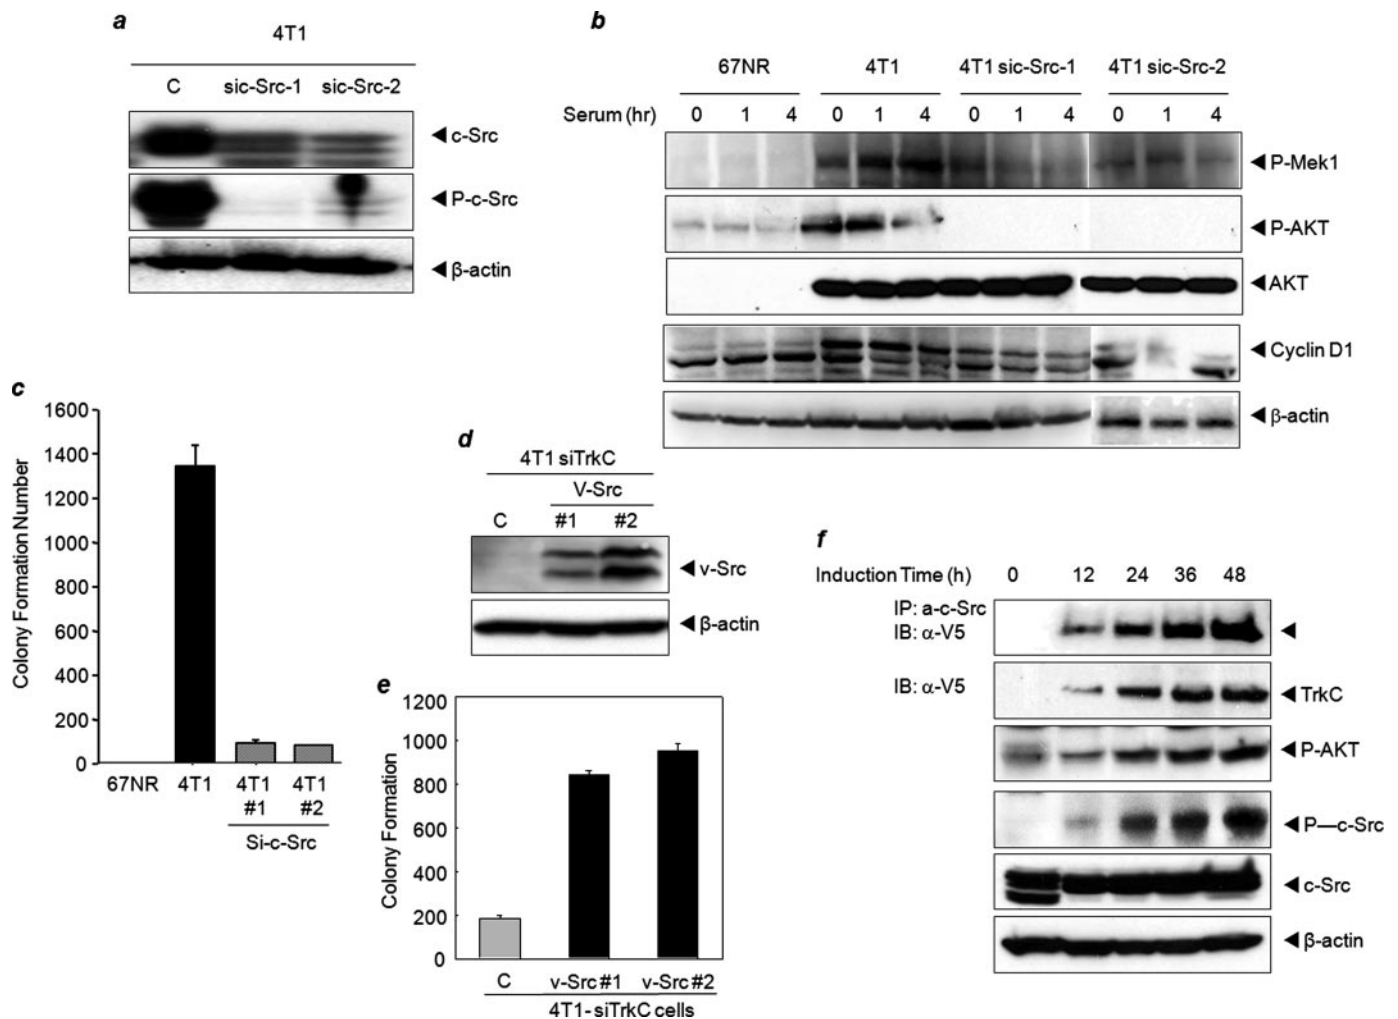 a
4T1
C sic-Src-1 sic-Src-2
c-Src
P-c-Src
β-actin
b
67NR 4T1 4T1 sic-Src-1 4T1 sic-Src-2
Serum (hr) 0 1 4 0 1 4 0 1 4 0 1 4
P-Mek1
P-AKT
AKT
Cyclin D1
β-actin
c
Colony Formation Number
1600
1400
1200
1000
800
600
400
200
0
67NR 4T1 4T1 4T1
#1 #2
Si-c-Src
d
4T1 siTrkC
V-Src
C #1 #2
v-Src
β-actin
e
Colony Formation
1200
1000
800
600
400
200
0
C v-Src #1 v-Src #2
4T1- siTrkC cells
f
Induction Time (h) 0 12 24 36 48
IP: a-c-Src
IB: α-V5
IB: α-V5
TrkC
P-AKT
P—c-Src
c-Src
β-actin